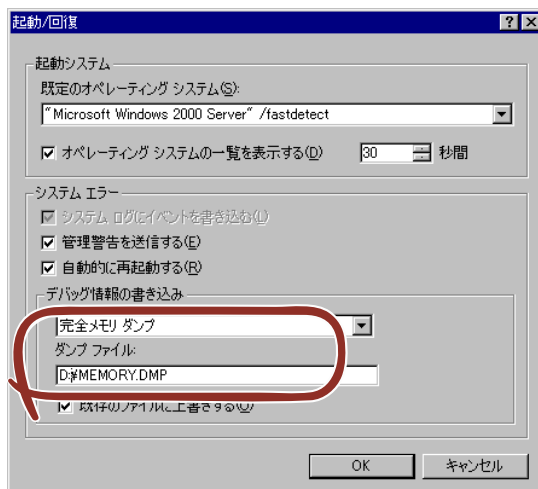 起動/回復
起動システム
既定のオペレーティング システム(S):
"Microsoft Windows 2000 Server" /fastdetect
オペレーティング システムの一覧を表示する(D) 30 秒間
システム エラー
システム ログにイベントを書き込む(L)
管理警告を送信する(E)
自動的に再起動する(R)
デバッグ情報の書き込み
完全メモリ ダンプ
ダンプ ファイル:
D:¥MEMORY.DMP
既存のファイルに上書きする(O)
OK キャンセル